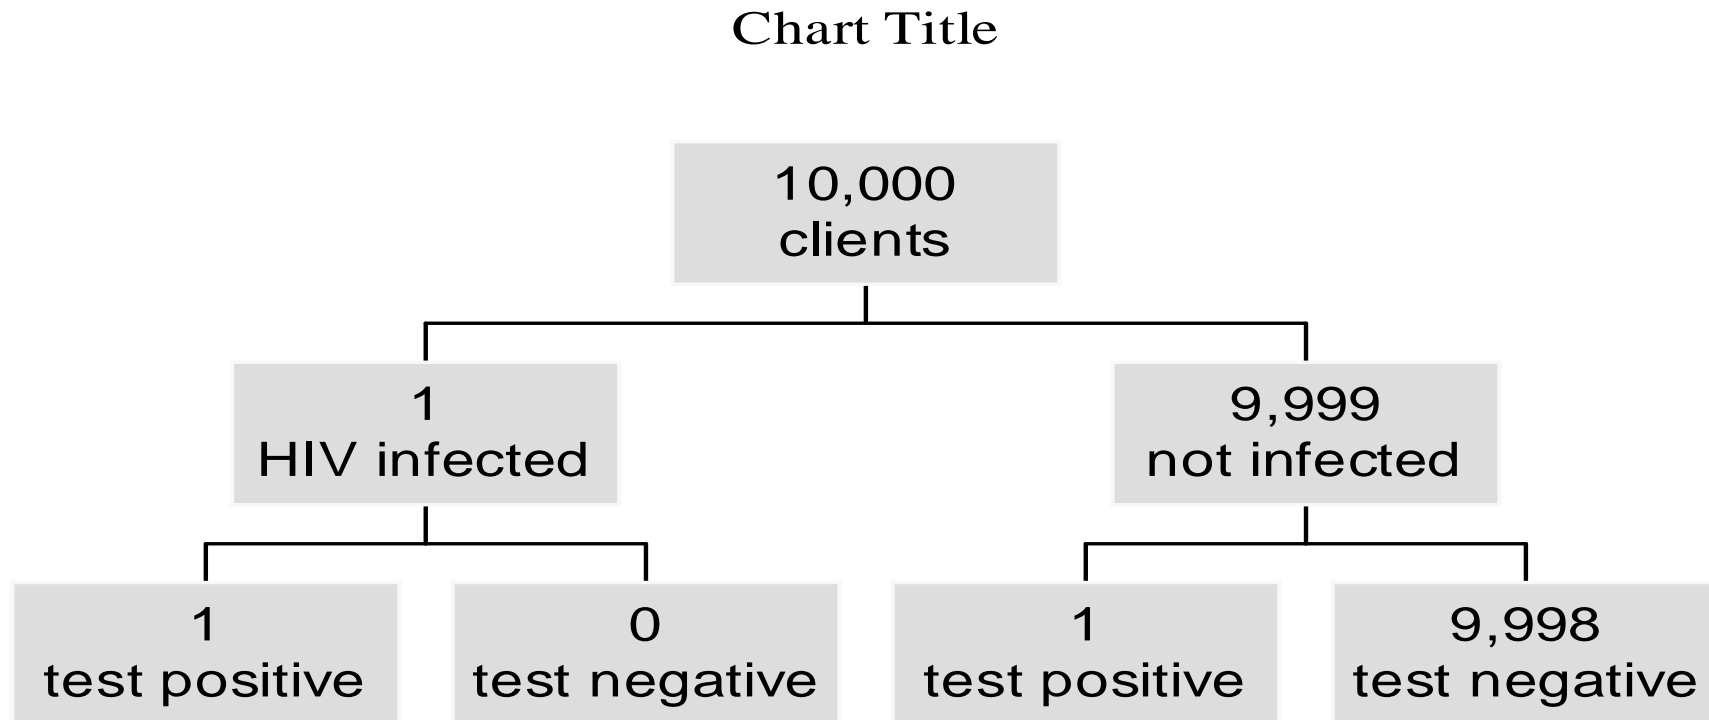 Chart Title
10,000
clients
1
HIV infected
9,999
not infected
1
test positive
0
test negative
1
test positive
9,998
test negative